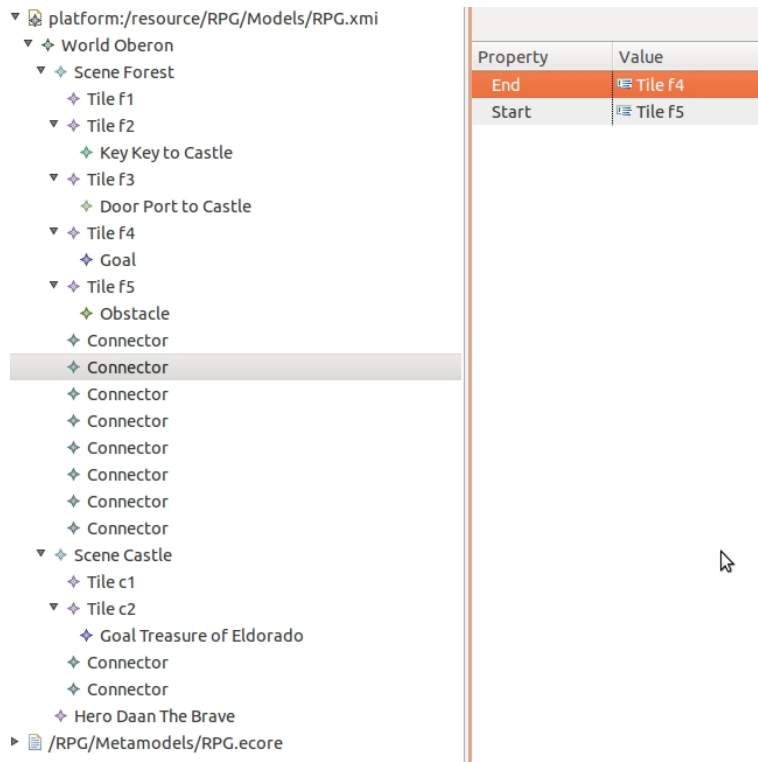 platform:/resource/RPG/Models/RPG.xmi
World Oberon
Scene Forest
Tile f1
Tile f2
Key Key to Castle
Tile f3
Door Port to Castle
Tile f4
Goal
Tile f5
Obstacle
Connector
Connector
Connector
Connector
Connector
Connector
Connector
Connector
Scene Castle
Tile c1
Tile c2
Goal Treasure of Eldorado
Connector
Connector
Hero Daan The Brave
/RPG/Metamodels/RPG.ecore
Property Value
End Tile f4
Start Tile f5